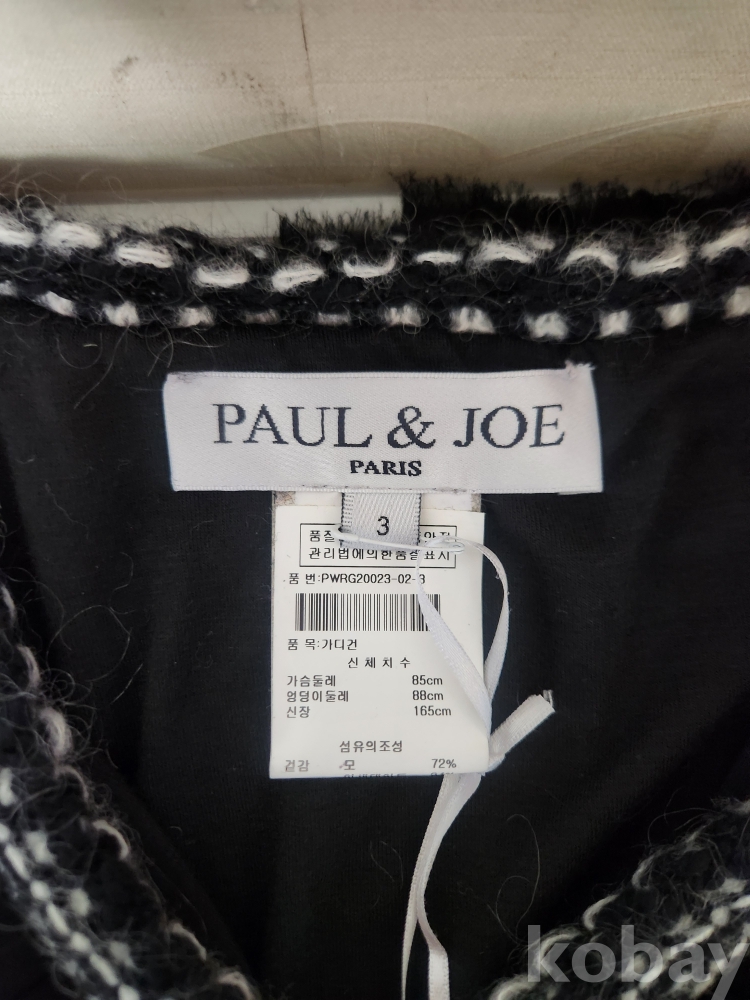 PAUL & JOE
PARIS
3
품질
관리법에의한품질표시
품 번:PWRG20023-02-3
품 목:가디건
신 체 치 수
가슴둘레 85cm
엉덩이둘레 88cm
신장 165cm
섬유의조성
겉감 모 72%
kobay